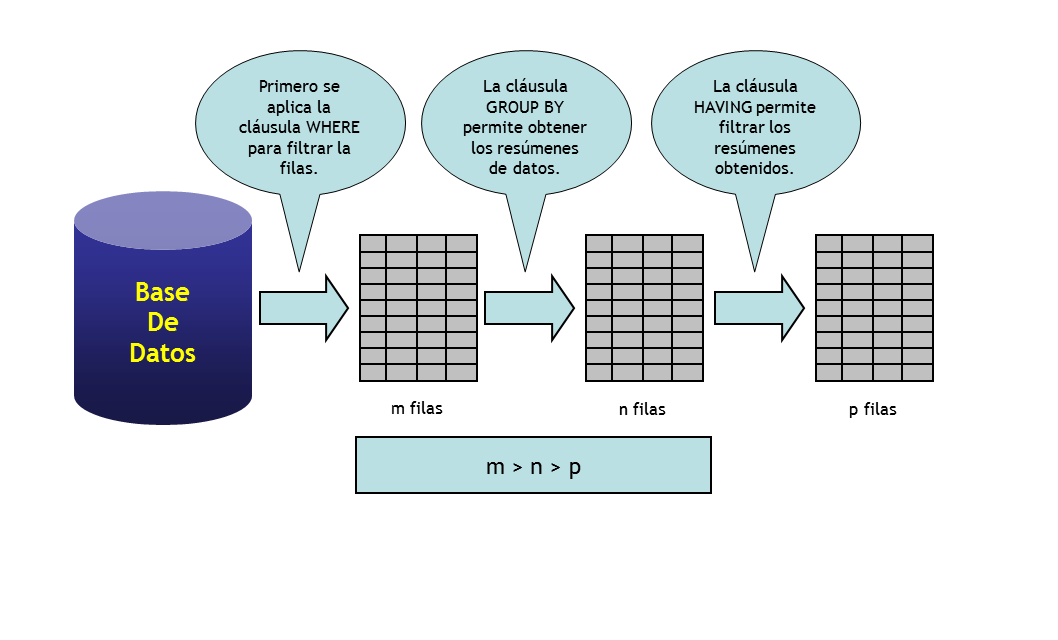 Primero se
aplica la
cláusula WHERE
para filtrar la
filas.
La cláusula
GROUP BY
permite obtener
los resúmenes
de datos.
La cláusula
HAVING permite
filtrar los
resúmenes
obtenidos.
Base
De
Datos
m filas
n filas
p filas
m > n > p